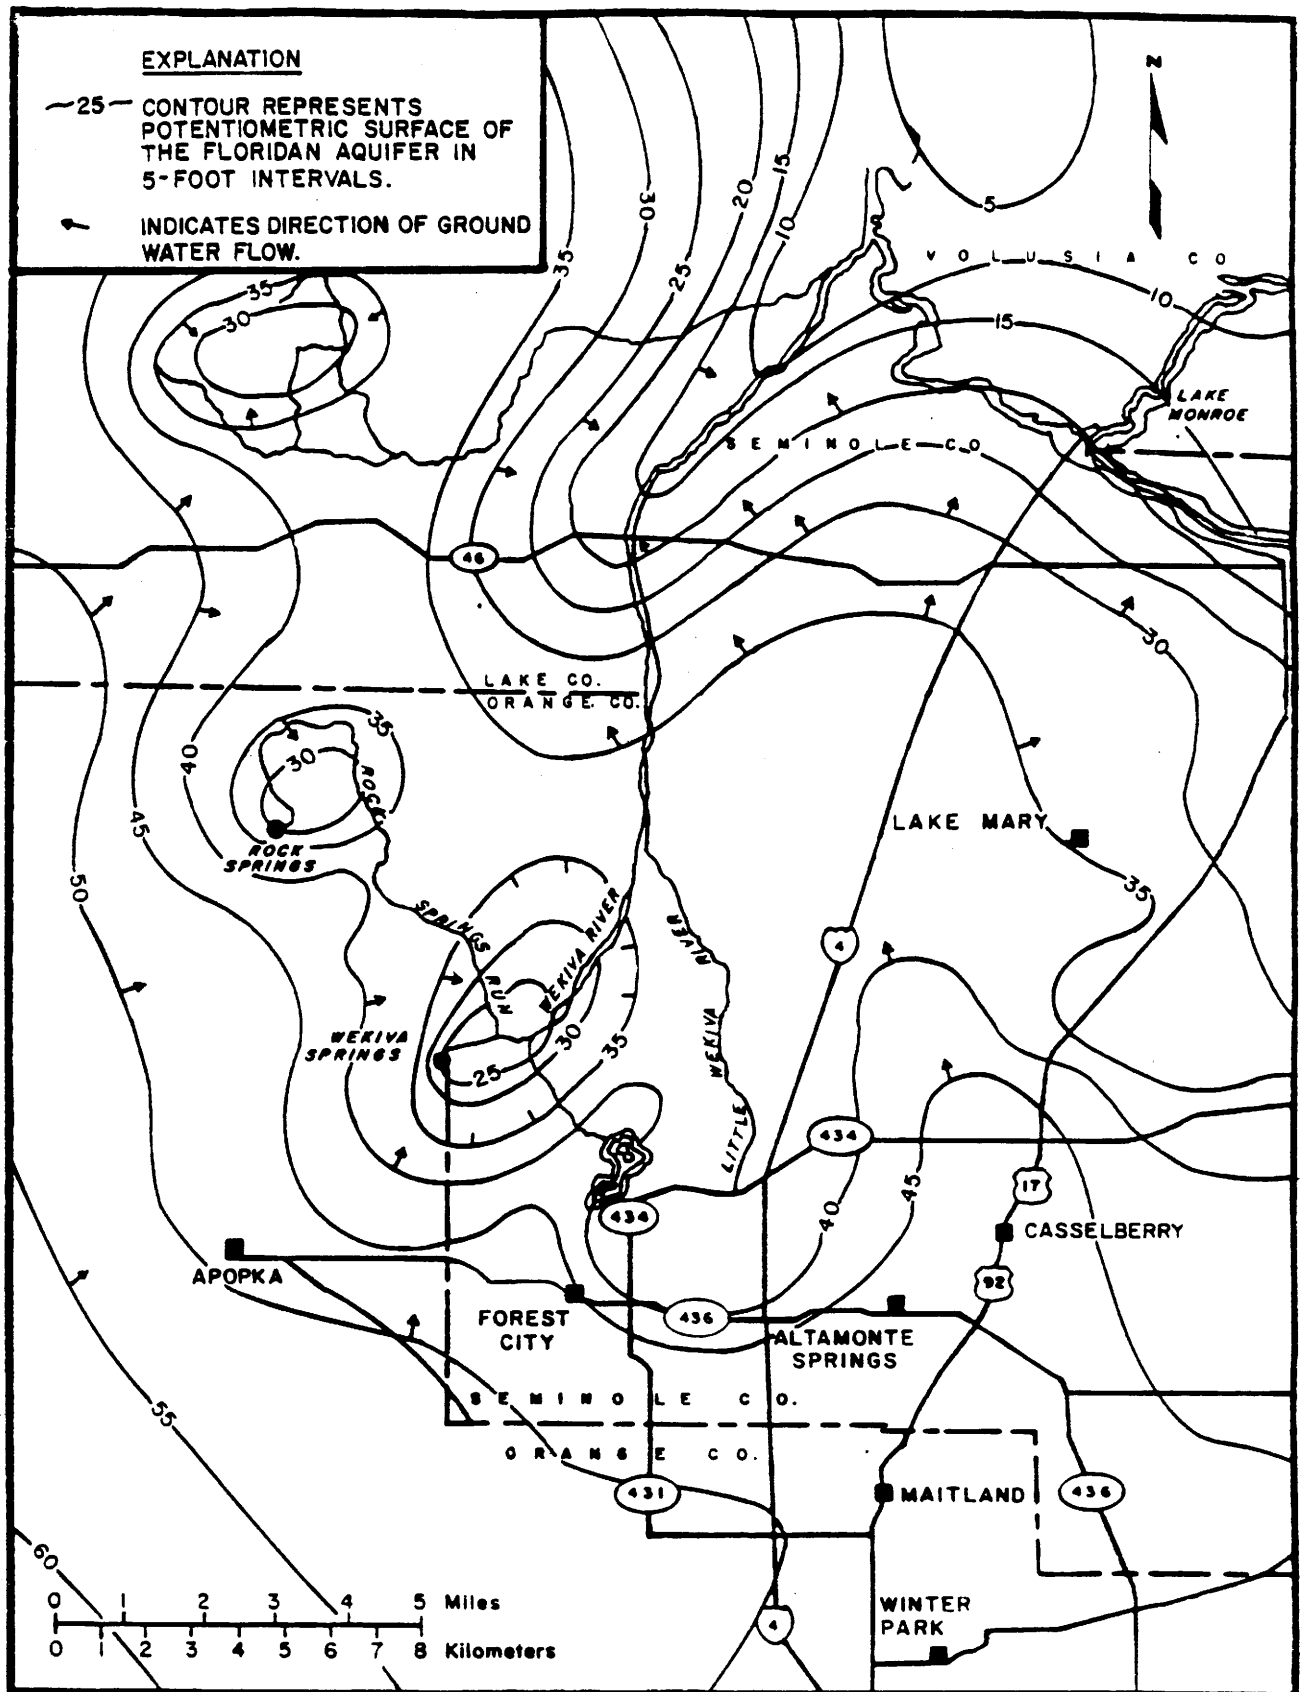 EXPLANATION
25 CONTOUR REPRESENTS
POTENTIOMETRIC SURFACE OF
THE FLORIDAN AQUIFER IN
5-FOOT INTERVALS.
INDICATES DIRECTION OF GROUND
WATER FLOW.
N
5
15
20
10
30
25
35
VOLUSIA CO
10
15
35
30
LAKE
MONROE
SEMINOLE CO
46
30
LAKE CO.
ORANGE CO.
35
40
30
ROCK
45
ROCK
SPRINGS
LAKE MARY
50
35
SPRINGS
RUN
WEKIVA RIVER
RIVER
4
WEKIVA
SPRINGS
30
35
WEKIVA
25
LITTLE
434
17
45
40
434
CASSELBERRY
APOPKA
92
FOREST
CITY
436
ALTAMONTE
SPRINGS
55
SEMINOLE CO.
ORANGE CO.
431
MAITLAND
436
60
0 1 2 3 4 5 Miles
0 1 2 3 4 5 6 7 8 Kilometers
4
WINTER
PARK